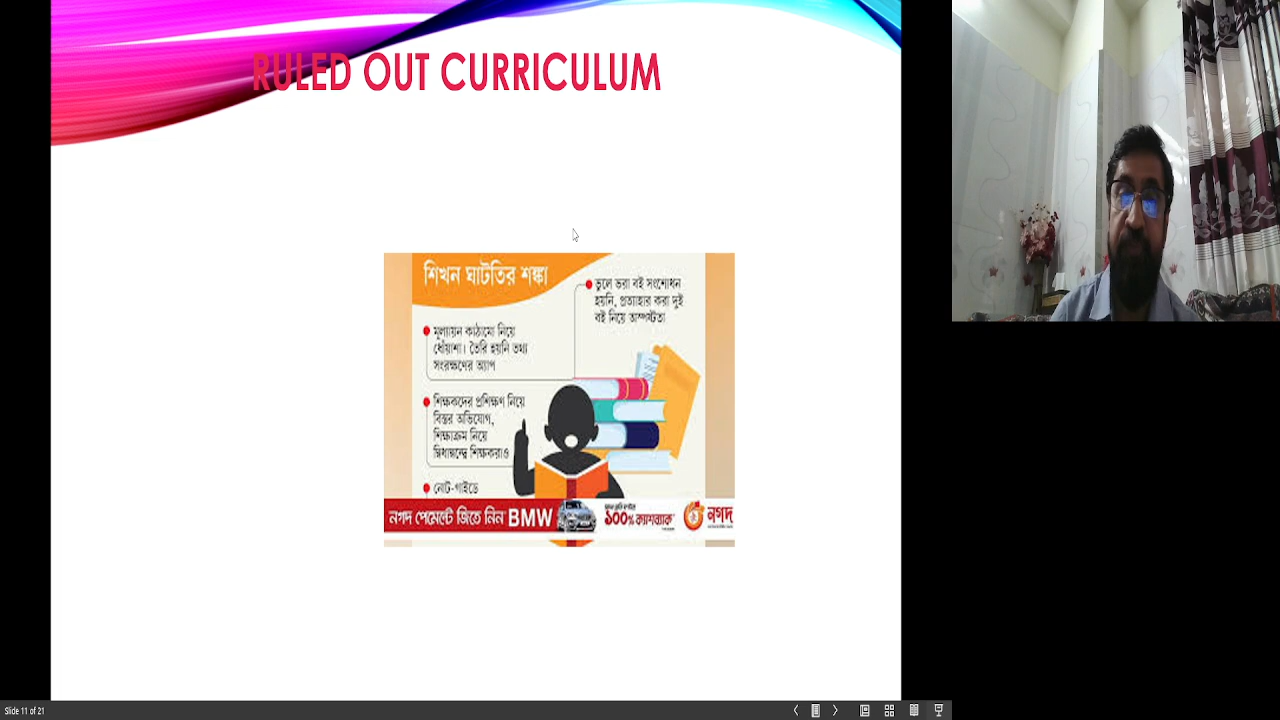 RULED OUT CURRICULUM
শিখন ঘাটতির শঙ্কা
ভুলে ভরা বই সংশোধন
হয়নি, প্রত্যাহার করা দুই
বই নিয়ে অস্পষ্টতা
মূল্যায়ন কাঠামো নিয়ে
ধোঁয়াশা। তৈরি হয়নি তথ্য
সংরক্ষণের অ্যাপ
শিক্ষকদের প্রশিক্ষণ নিয়ে
বিস্তর অভিযোগ,
শিক্ষাক্রম নিয়ে
দ্বিধাদ্বন্দ্বে শিক্ষকরাও
নোট-গাইডে
নগদ পেমেন্টে জিতে নিন BMW
১০০% ক্যাশব্যাক
নগদ
Slide 11 of 21